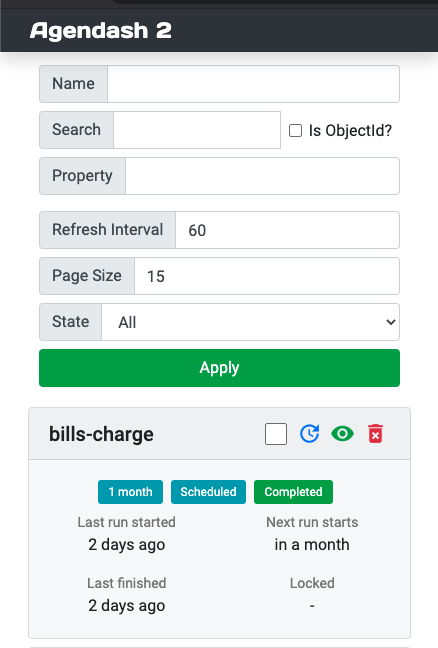 Agendash 2
Name
Search
Is ObjectId?
Property
Refresh Interval 60
Page Size 15
State All
Apply
bills-charge
1 month Scheduled Completed
Last run started Next run starts
2 days ago in a month
Last finished Locked
2 days ago -